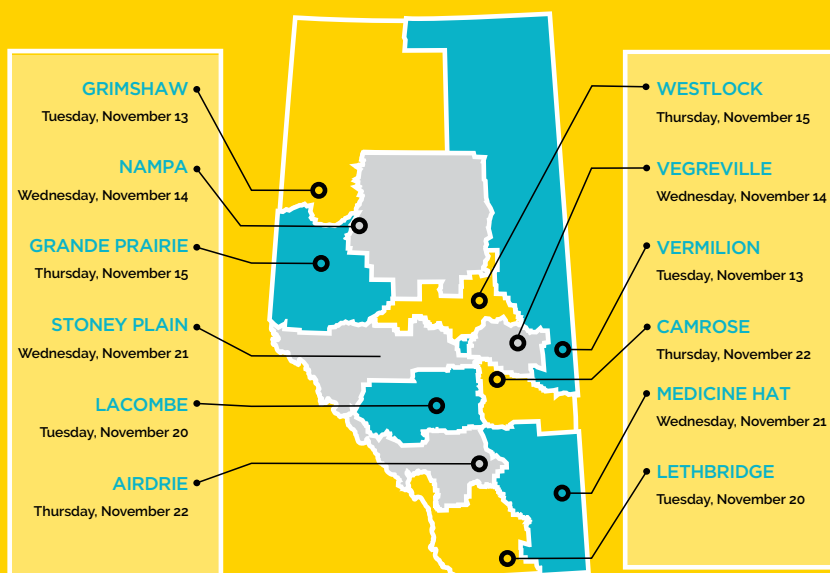 GRIMSHAW
Tuesday, November 13
NAMPA
Wednesday, November 14
GRANDE PRAIRIE
Thursday, November 15
STONEY PLAIN
Wednesday, November 21
LACOMBE
Tuesday, November 20
AIRDRIE
Thursday, November 22
WESTLOCK
Thursday, November 15
VEGREVILLE
Wednesday, November 14
VERMILION
Tuesday, November 13
CAMROSE
Thursday, November 22
MEDICINE HAT
Wednesday, November 21
LETHBRIDGE
Tuesday, November 20